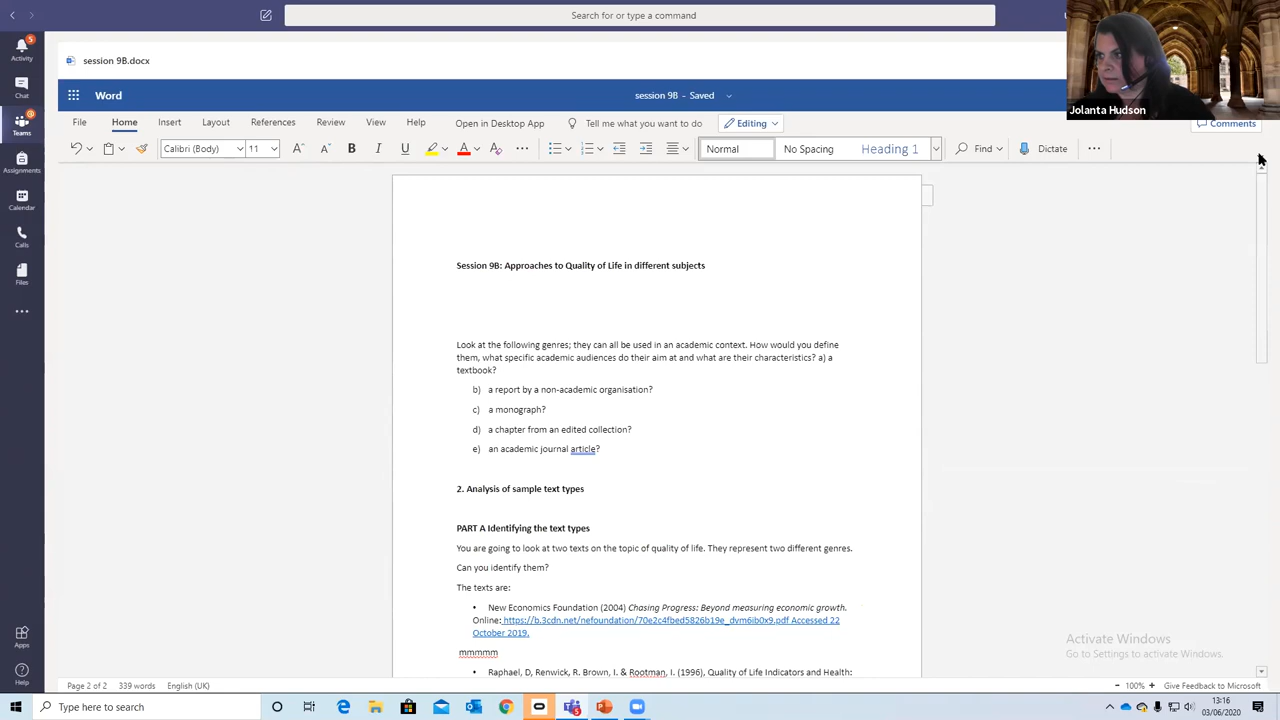 Search for or type a command
5
Activity
session 9B.docx
Word
session 9B - Saved
Jolanta Hudson
Chat
Teams
Assignments
Calendar
Calls
Files
Apps
Help
File
Home
Insert
Layout
References
Review
View
Help
Open in Desktop App
Tell me what you want to do
Editing
Comments
Calibri (Body)
11
B
I
U
A
Normal
No Spacing
Heading 1
Find
Dictate
Session 9B: Approaches to Quality of Life in different subjects
Look at the following genres; they can all be used in an academic context. How would you define
them, what specific academic audiences do their aim at and what are their characteristics? a) a
textbook?
b) a report by a non-academic organisation?
c) a monograph?
d) a chapter from an edited collection?
e) an academic journal article?
2. Analysis of sample text types
PART A Identifying the text types
You are going to look at two texts on the topic of quality of life. They represent two different genres.
Can you identify them?
The texts are:
• New Economics Foundation (2004) Chasing Progress: Beyond measuring economic growth.
Online: https://b.3cdn.net/nefoundation/70e2c4fbed5826b19e_dvm6ib0x9.pdf Accessed 22
October 2019.
mmmmm
• Raphael, D, Renwick, R. Brown, I. & Rootman, I. (1996), Quality of Life Indicators and Health:
Activate Windows
Go to Settings to activate Windows.
Page 2 of 2
339 words
English (UK)
100%
Give Feedback to Microsoft
Type here to search
13:16
03/06/2020